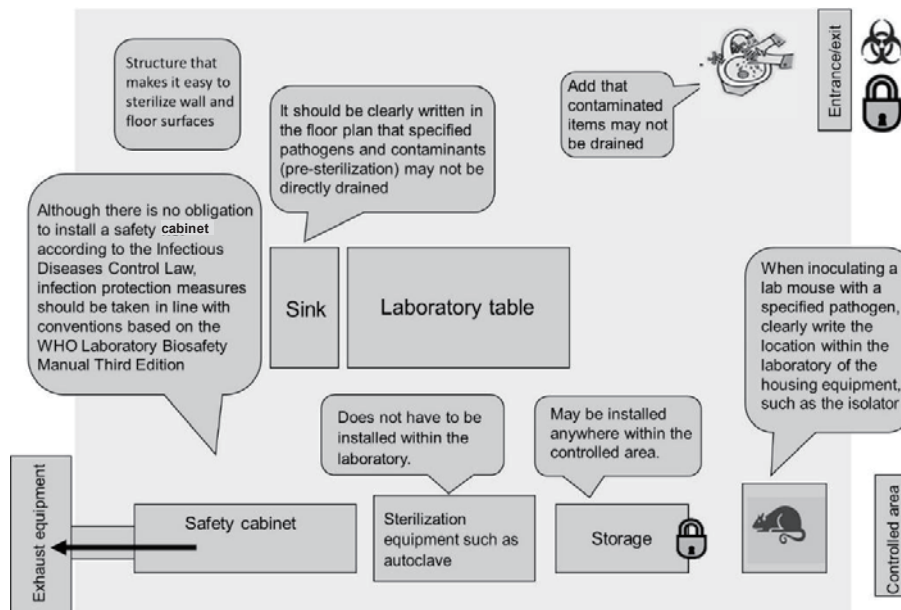 Structure that
makes it easy to
sterilize wall and
floor surfaces
It should be clearly written in
the floor plan that specified
pathogens and contaminants
(pre-sterilization) may not be
directly drained
Add that
contaminated
items may not
be drained
Entrance/exit
Although there is no obligation
to install a safety cabinet
according to the Infectious
Diseases Control Law,
infection protection measures
should be taken in line with
conventions based on the
WHO Laboratory Biosafety
Manual Third Edition
Sink
Laboratory table
When inoculating a
lab mouse with a
specified pathogen,
clearly write the
location within the
laboratory of the
housing equipment,
such as the isolator
Does not have to be
installed within the
laboratory.
May be installed
anywhere within the
controlled area.
Exhaust equipment
Safety cabinet
Sterilization
equipment such as
autoclave
Storage
Controlled area